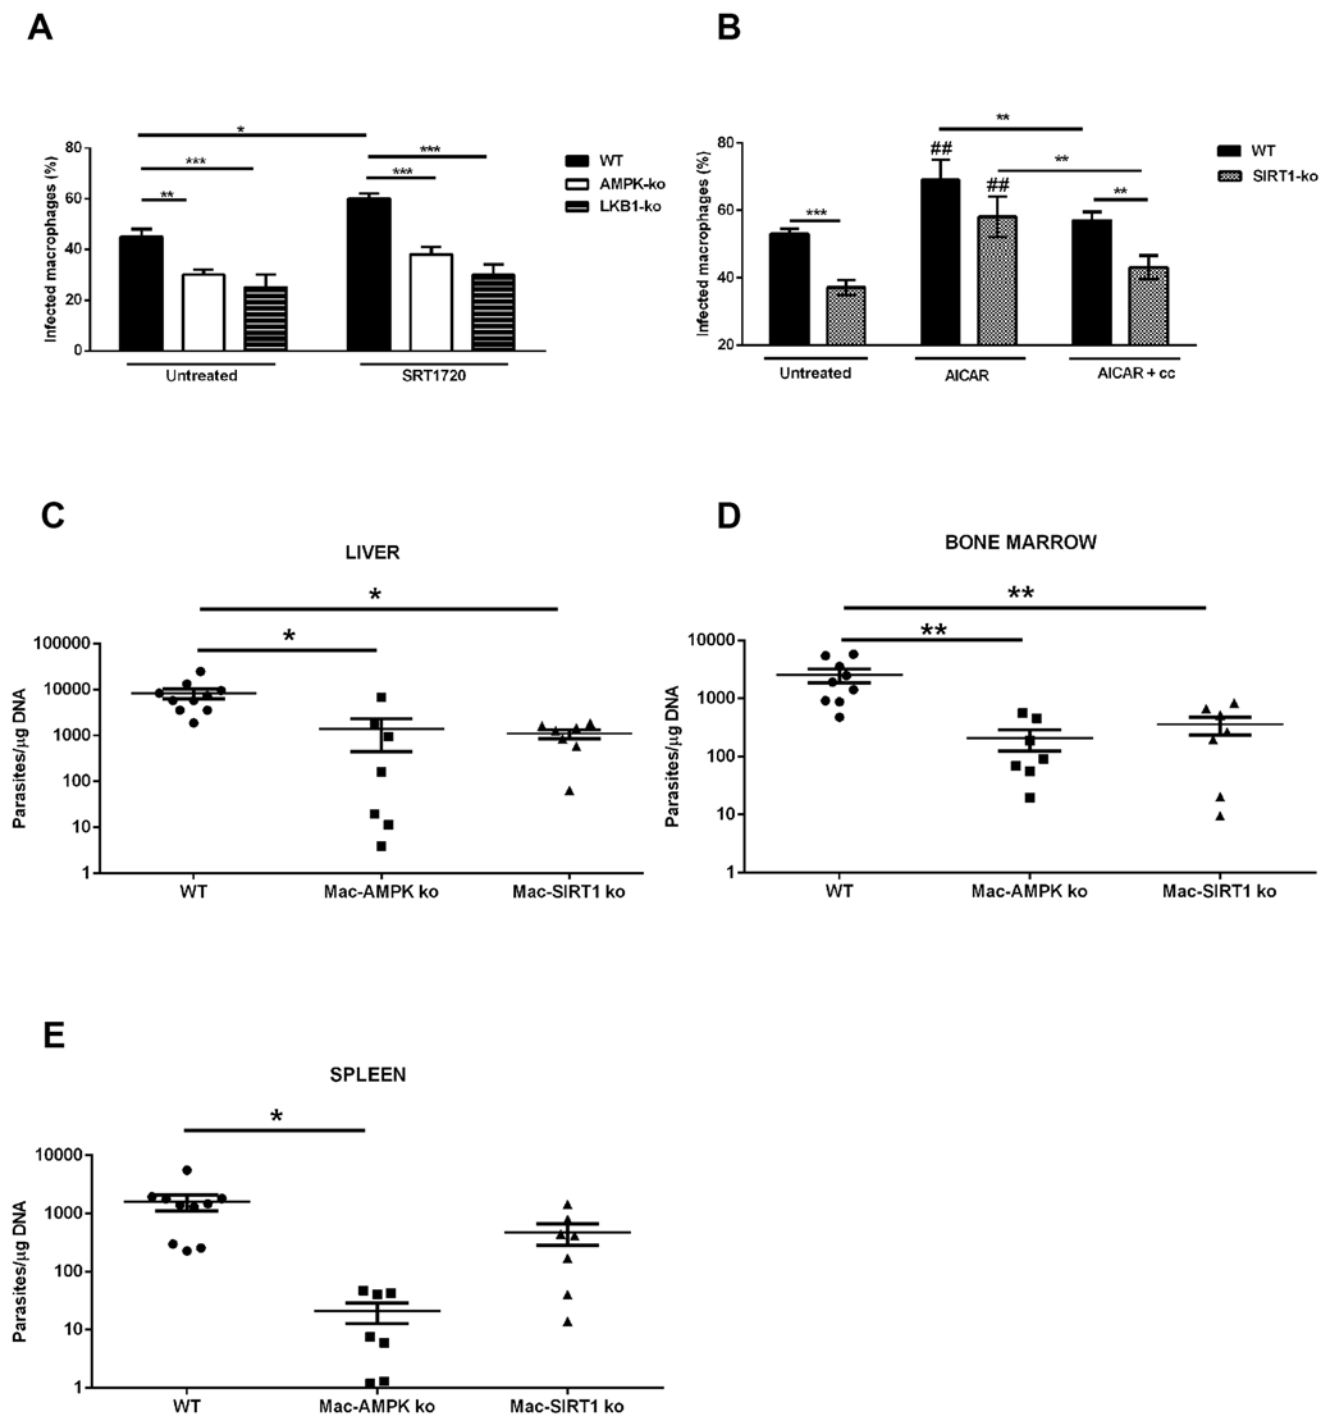 A
Infected macrophages (%)
80
60
40
20
0
*
***
**
***
***
WT
AMPK-ko
LKB1-ko
Untreated
SRT1720
B
Infected macrophages (%)
80
60
40
20
***
##
##
**
**
**
WT
SIRT1-ko
Untreated
AICAR
AICAR + cc
C
LIVER
*
*
Parasites/µg DNA
100000
10000
1000
100
10
1
WT
Mac-AMPK ko
Mac-SIRT1 ko
D
BONE MARROW
**
**
Parasites/µg DNA
10000
1000
100
10
1
WT
Mac-AMPK ko
Mac-SIRT1 ko
E
SPLEEN
*
Parasites/µg DNA
10000
1000
100
10
1
WT
Mac-AMPK ko
Mac-SIRT1 ko